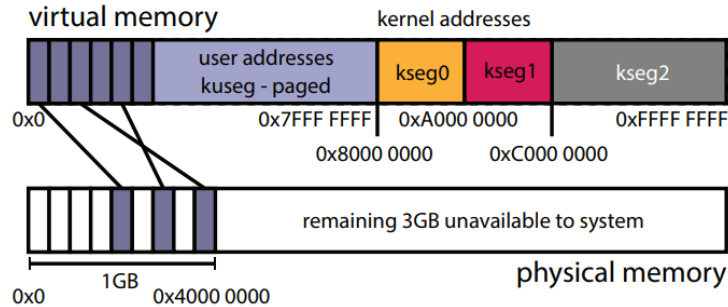 virtual memory
kernel addresses
user addresses
kuseg - paged
kseg0
kseg1
kseg2
0x0
0x7FFF FFFF
0xA000 0000
0xFFFF FFFF
0x8000 0000
0xC000 0000
remaining 3GB unavailable to system
1GB
physical memory
0x0
0x4000 0000